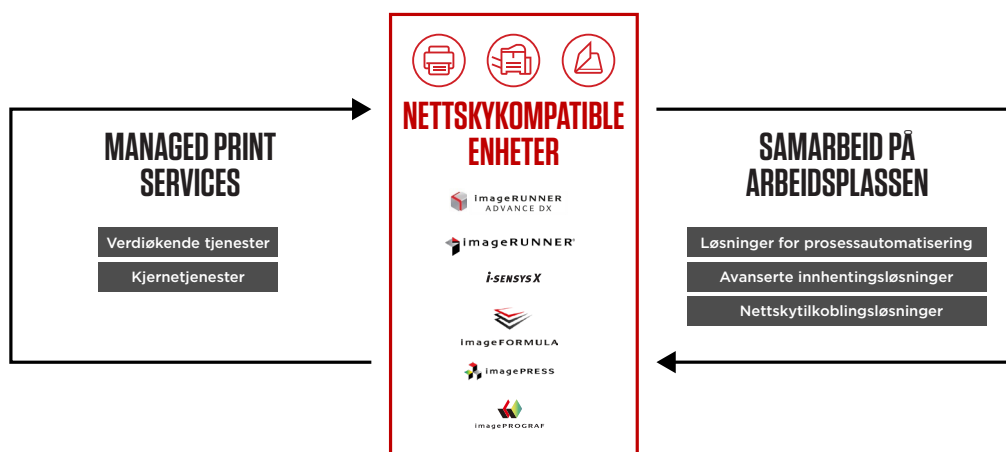 MANAGED PRINT
SERVICES
Verdiøkende tjenester
Kjernetjenester
NETTSKYKOMPATIBLE
ENHETER
imageRUNNER
ADVANCE DX
imageRUNNER
i-SENSYS X
imageFORMULA
imagePRESS
imagePROGRAF
SAMARBEID PÅ
ARBEIDSPLASSEN
Løsninger for prosessautomatisering
Avanserte innhentingsløsninger
Nettskytilkoblingsløsninger